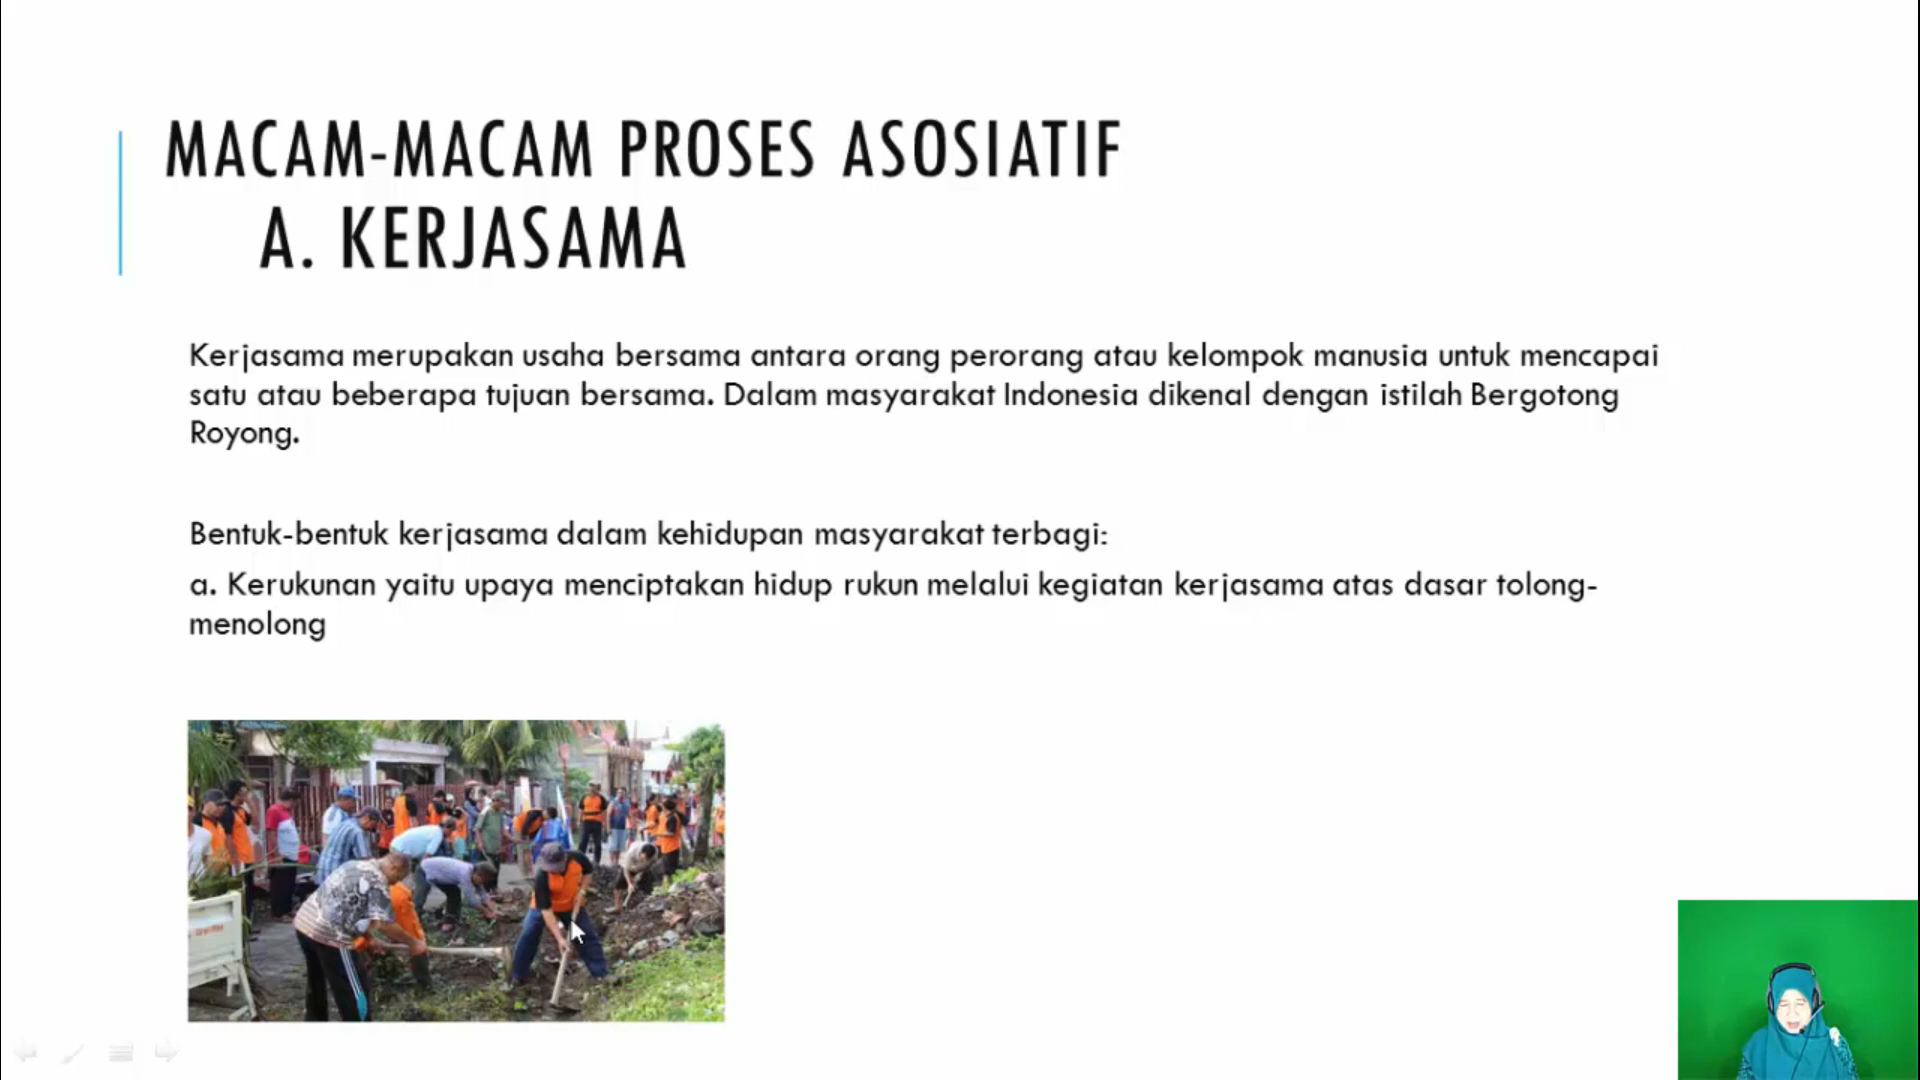 MACAM-MACAM PROSES ASOSIATIF
A. KERJASAMA
Kerjasama merupakan usaha bersama antara orang perorang atau kelompok manusia untuk mencapai
satu atau beberapa tujuan bersama. Dalam masyarakat Indonesia dikenal dengan istilah Bergotong
Royong.
Bentuk-bentuk kerjasama dalam kehidupan masyarakat terbagi:
a. Kerukunan yaitu upaya menciptakan hidup rukun melalui kegiatan kerjasama atas dasar tolong-
menolong